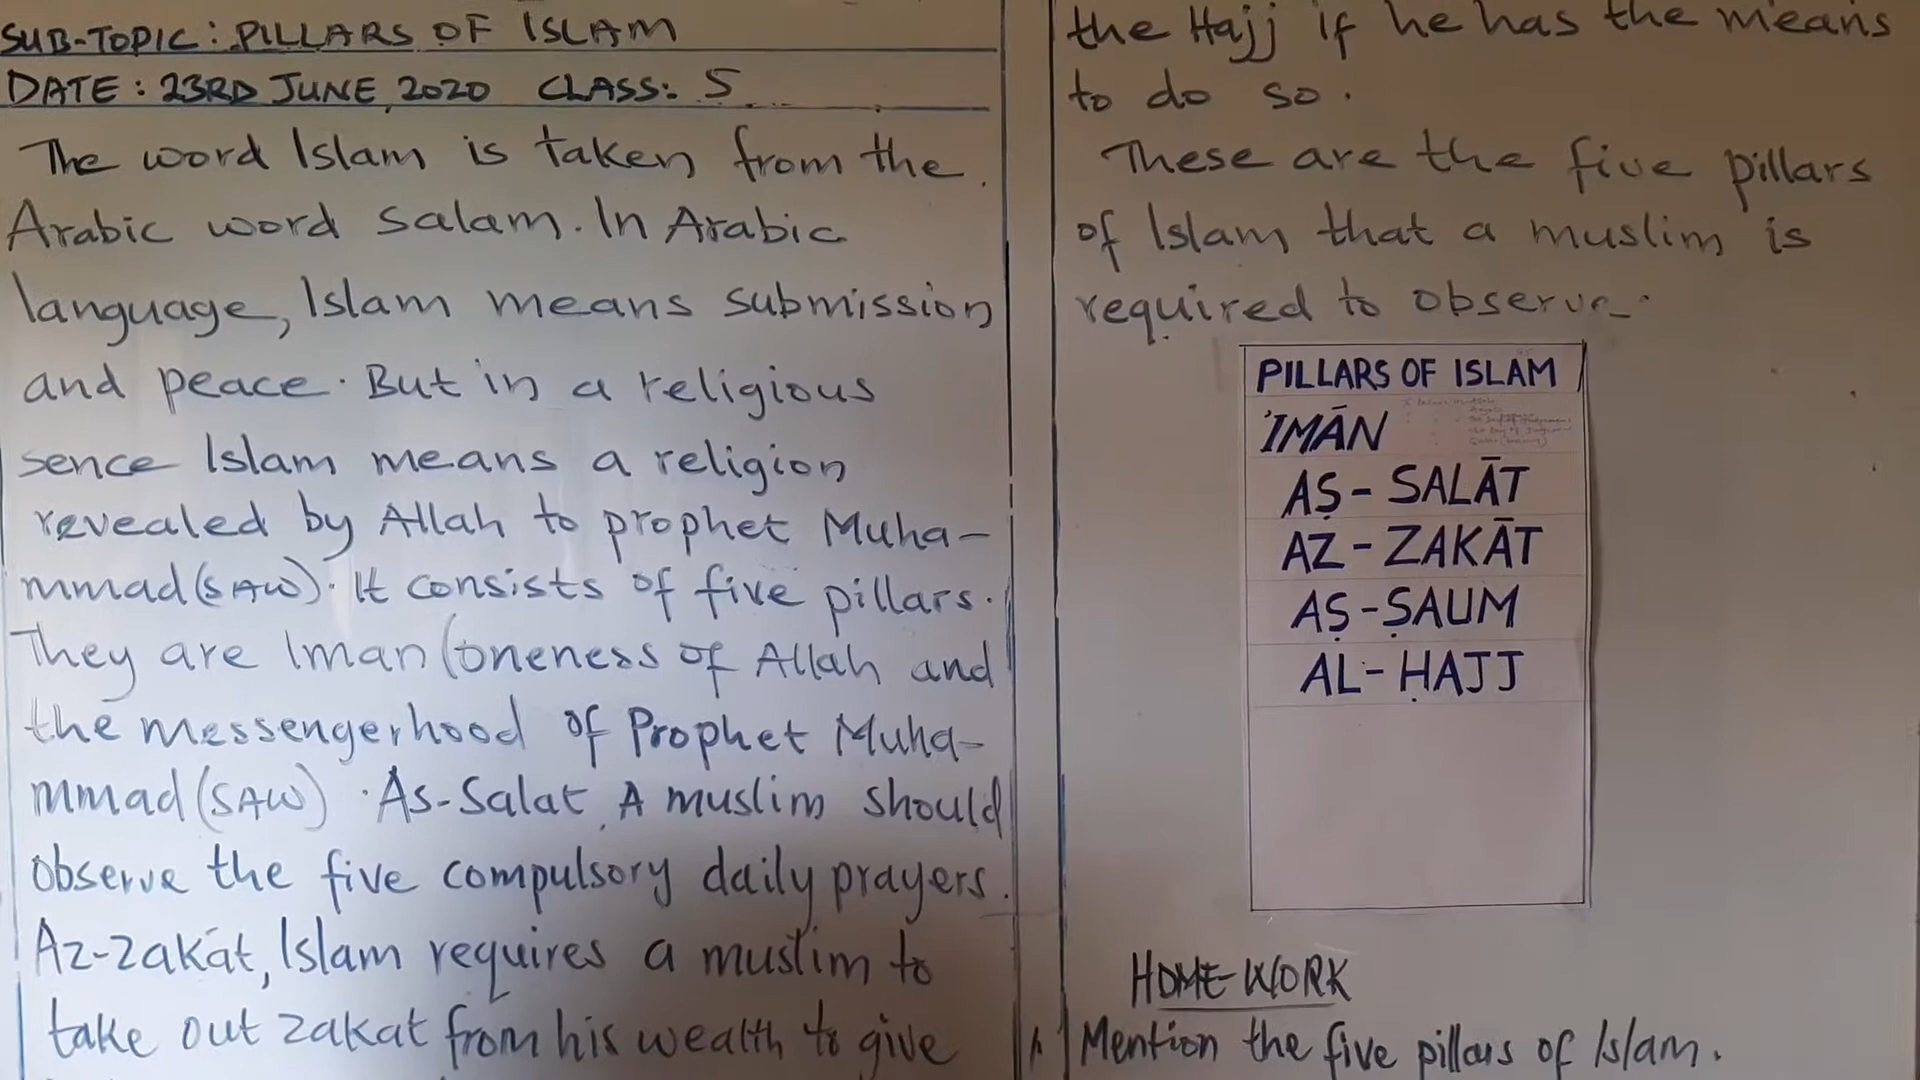 SUB-TOPIC: PILLARS OF ISLAM
DATE: 23RD JUNE, 2020 CLASS: 5
The word Islam is taken from the
Arabic word salam. In Arabic
language, Islam means submission
and peace. But in a religious
sence Islam means a religion
revealed by Allah to prophet Muha-
mmad(SAW). It consists of five pillars.
They are Iman (oneness of Allah and
the messengerhood of Prophet Muha-
mmad(SAW). As-Salat, A muslim should
observe the five compulsory daily prayers.
Az-zakāt, Islam requires a muslim to
take out zakat from his wealth to give
the Hajj if he has the means
to do so.
These are the five pillars
of Islam that a muslim is
required to observe.
PILLARS OF ISLAM
'IMĀN
AṢ-SALĀT
AZ-ZAKĀT
AṢ-ṢAUM
AL-ḤAJJ
HOME-WORK
1. Mention the five pillars of Islam.